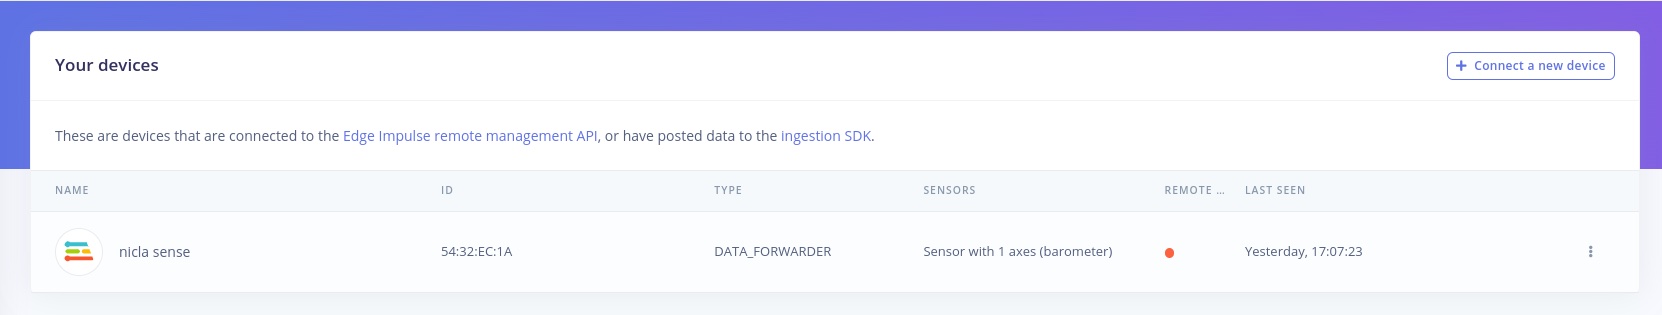 Your devices
+ Connect a new device
These are devices that are connected to the Edge Impulse remote management API, or have posted data to the ingestion SDK.
NAME ID TYPE SENSORS REMOTE ... LAST SEEN
nicla sense 54:32:EC:1A DATA_FORWARDER Sensor with 1 axes (barometer) Yesterday, 17:07:23